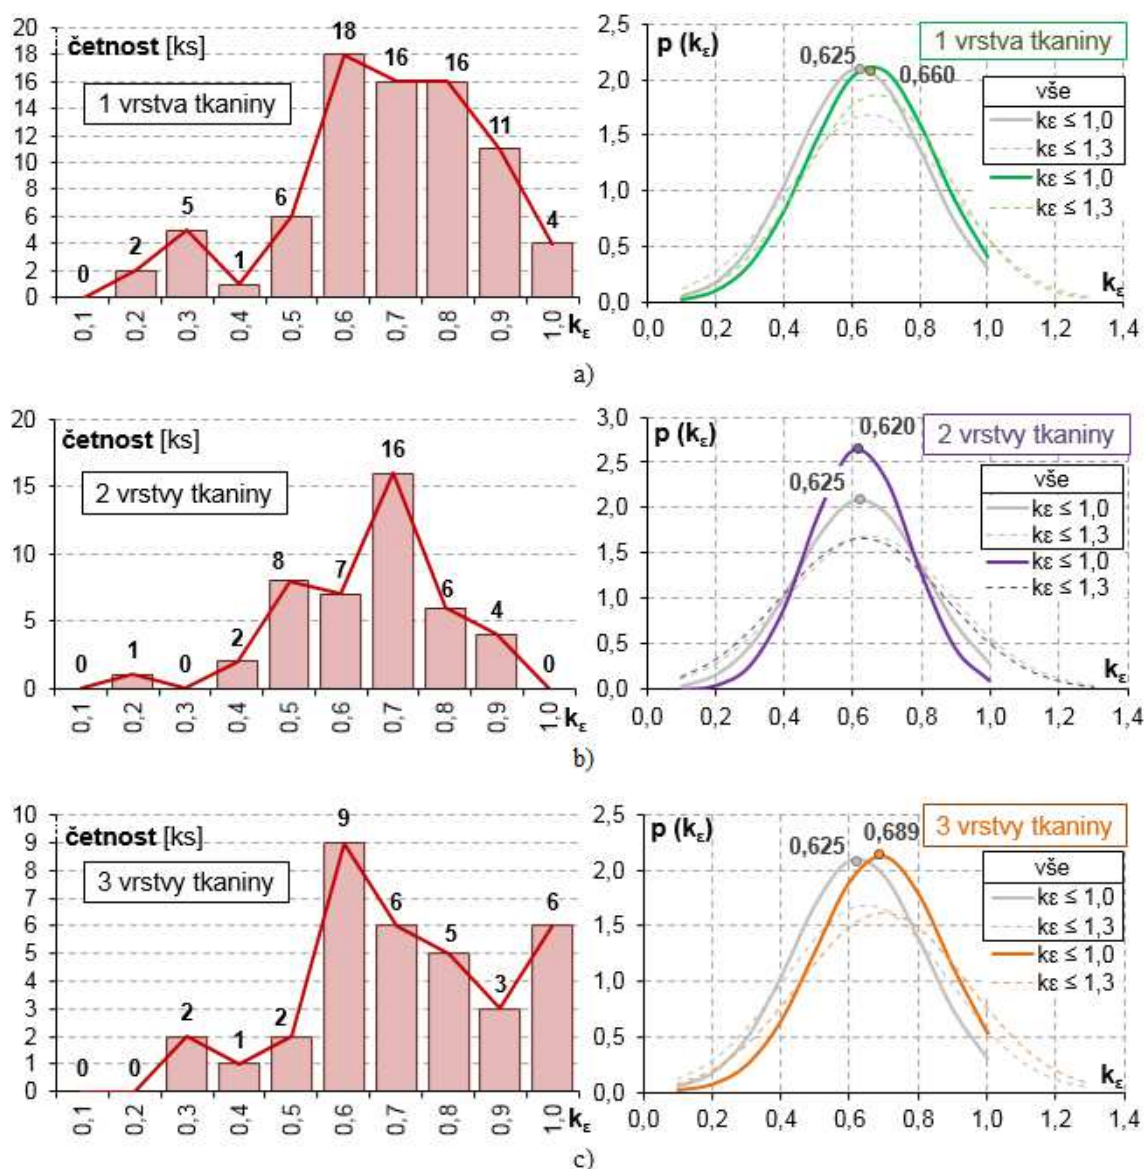 četnost [ks]
1 vrstva tkaniny
20
18
16
14
12
10
8
6
4
2
0
0
2
5
1
6
18
16
16
11
4
0,1
0,2
0,3
0,4
0,5
0,6
0,7
0,8
0,9
1,0
kε
p (kε)
1 vrstva tkaniny
0,625
0,660
vše
kε ≤ 1,0
kε ≤ 1,3
kε ≤ 1,0
kε ≤ 1,3
2,5
2,0
1,5
1,0
0,5
0,0
kε
0,0 0,2 0,4 0,6 0,8 1,0 1,2 1,4
a)
četnost [ks]
2 vrstvy tkaniny
20
15
10
5
0
0
1
0
2
8
7
16
6
4
0
0,1
0,2
0,3
0,4
0,5
0,6
0,7
0,8
0,9
1,0
kε
p (kε)
2 vrstvy tkaniny
0,620
0,625
vše
kε ≤ 1,0
kε ≤ 1,3
kε ≤ 1,0
kε ≤ 1,3
3,0
2,5
2,0
1,5
1,0
0,5
0,0
kε
0,0 0,2 0,4 0,6 0,8 1,0 1,2 1,4
b)
četnost [ks]
3 vrstvy tkaniny
10
9
8
7
6
5
4
3
2
1
0
0
0
2
1
2
9
6
5
3
6
0,1
0,2
0,3
0,4
0,5
0,6
0,7
0,8
0,9
1,0
kε
p (kε)
3 vrstvy tkaniny
0,625
0,689
vše
kε ≤ 1,0
kε ≤ 1,3
kε ≤ 1,0
kε ≤ 1,3
2,5
2,0
1,5
1,0
0,5
0,0
kε
0,0 0,2 0,4 0,6 0,8 1,0 1,2 1,4
c)